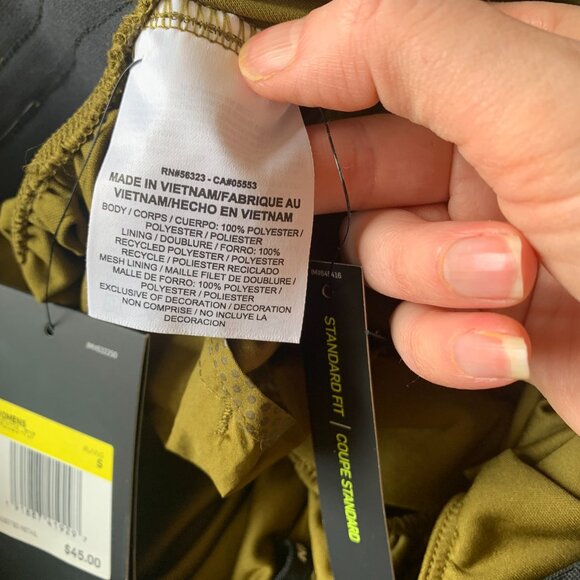 RN#56323 - CA#05553
MADE IN VIETNAM/FABRIQUE AU
VIETNAM/HECHO EN VIETNAM
BODY / CORPS / CUERPO: 100% POLYESTER /
POLYESTER / POLIESTER
LINING / DOUBLURE / FORRO: 100%
RECYCLED POLYESTER / POLYESTER
RECYCLE / POLIESTER RECICLADO
MESH LINING / MAILLE FILET DE DOUBLURE /
MALLE DE FORRO: 100% POLYESTER /
POLYESTER / POLIESTER
EXCLUSIVE OF DECORATION / DECORATION
NON COMPRISE / NO INCLUYE LA
DECORACION
STANDARD FIT | COUPE STANDARD
WOMENS
S
$45.00